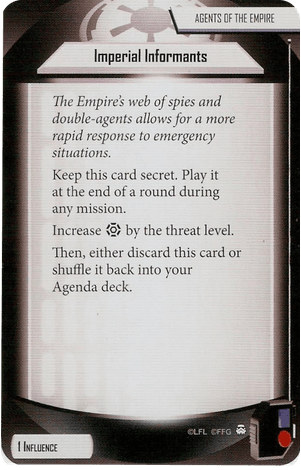 AGENTS OF THE EMPIRE
Imperial Informants
The Empire's web of spies and
double-agents allows for a more
rapid response to emergency
situations.
Keep this card secret. Play it
at the end of a round during
any mission.
Increase by the threat level.
Then, either discard this card or
shuffle it back into your
Agenda deck.
©LFL ©FFG
1 INFLUENCE